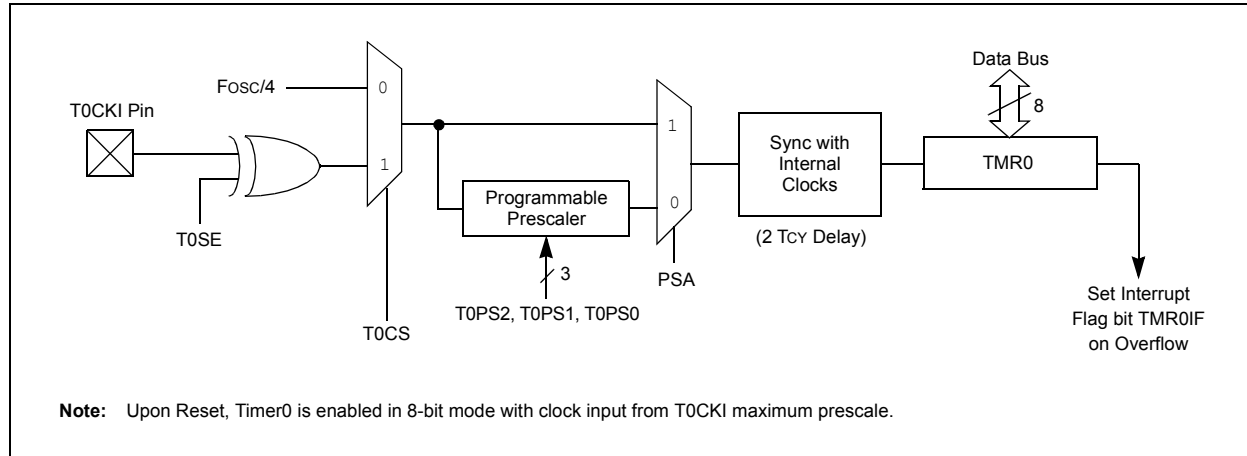 Data Bus
8
FOSC/4
0
T0CKI Pin
1
1
Sync with
Internal
Clocks
TMR0
Programmable
Prescaler
0
T0SE
(2 TCY Delay)
3
PSA
T0PS2, T0PS1, T0PS0
T0CS
Set Interrupt
Flag bit TMR0IF
on Overflow
Note: Upon Reset, Timer0 is enabled in 8-bit mode with clock input from T0CKI maximum prescale.